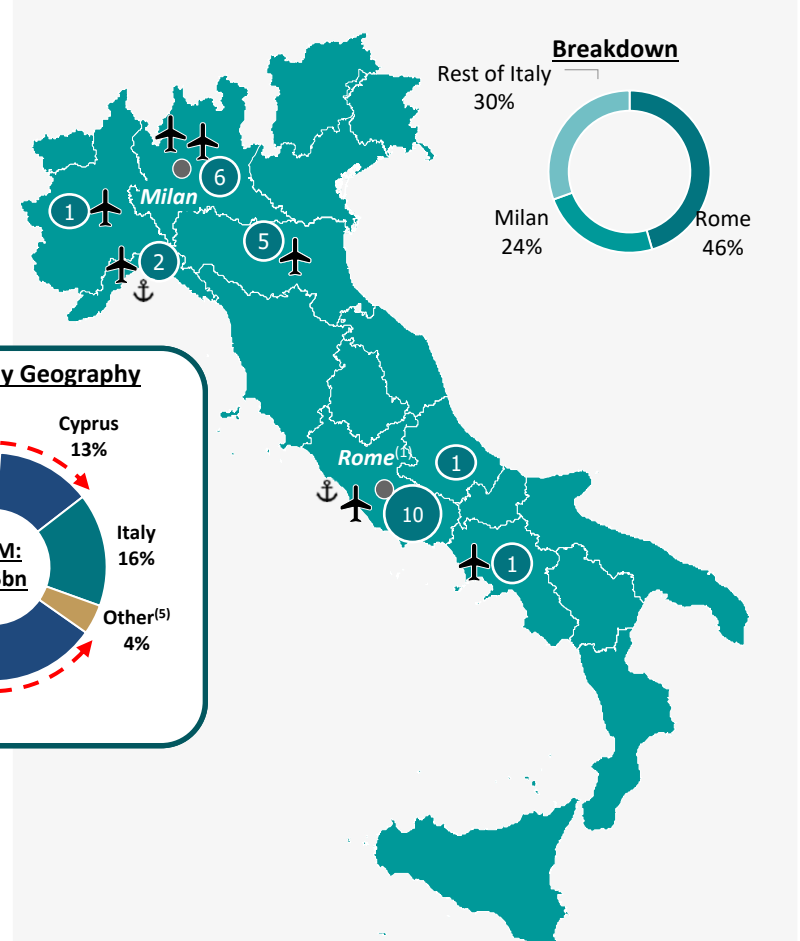 Breakdown
Rest of Italy
30%
Milan
24%
Rome
46%
6
Milan
1
5
2
y Geography
Cyprus
13%
Italy
16%
M:
bn
Other(5)
4%
Rome(1)
1
10
1